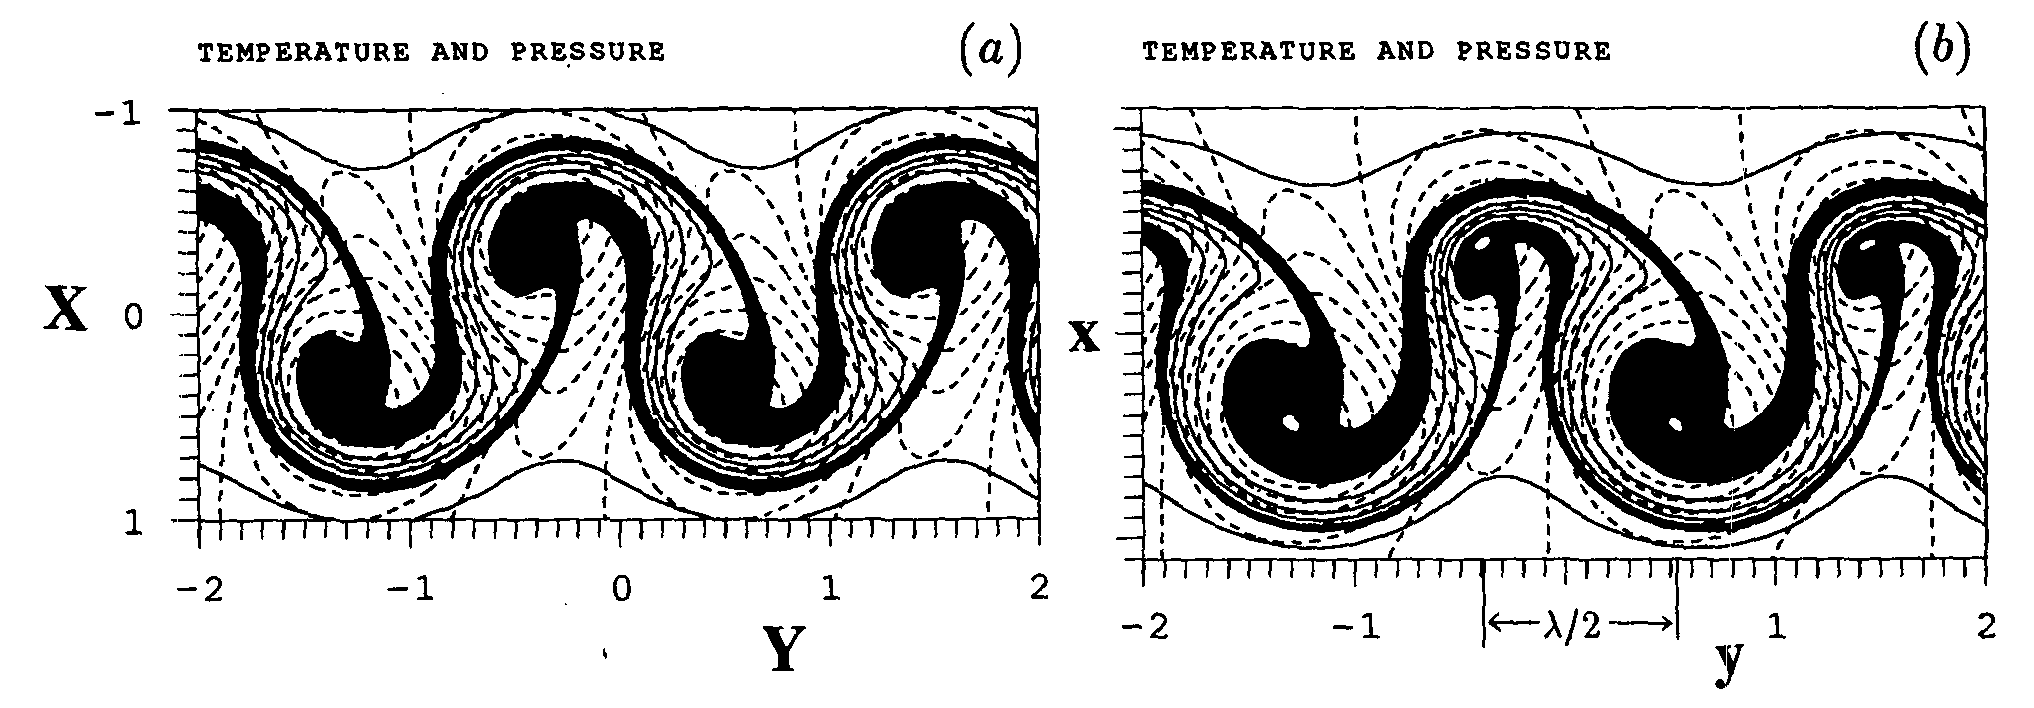 TEMPERATURE AND PRESSURE (a)
-1
X 0
1
-2 -1 0 1 2
Y
TEMPERATURE AND PRESSURE (b)
x
-2 -1 λ/2 1 2
y